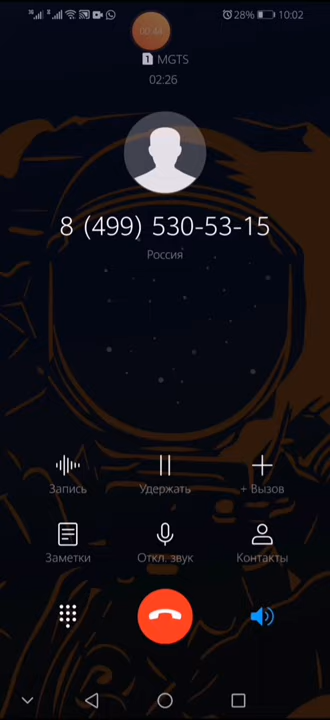 28% 10:02
00:44
1 MGTS
02:26
8 (499) 530-53-15
Россия
Запись Удержать + Вызов
Заметки Откл. звук Контакты